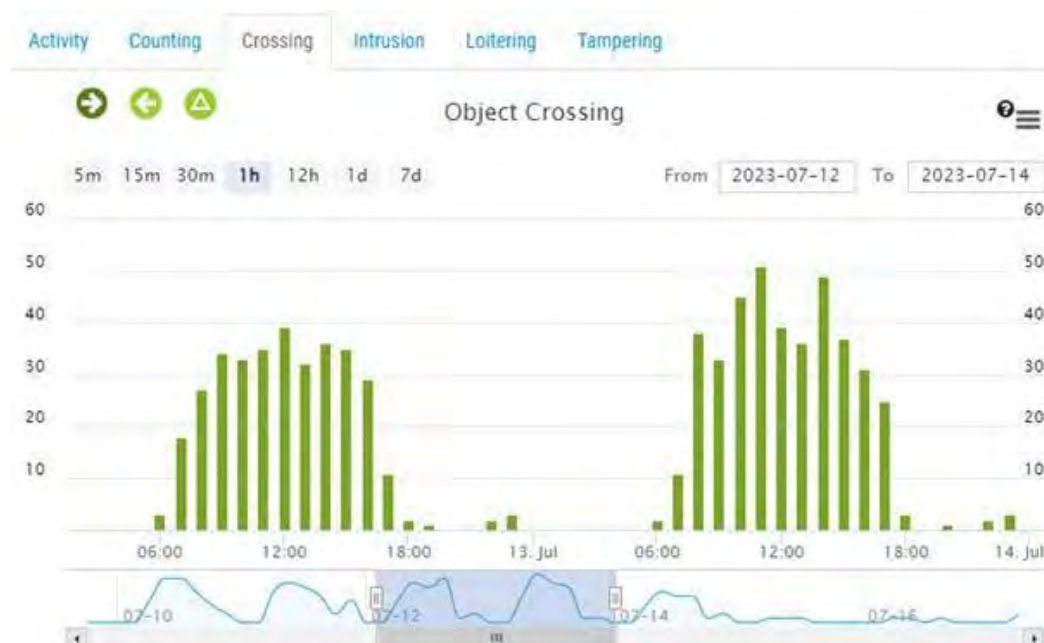 Activity Counting Crossing Intrusion Loitering Tampering
Object Crossing ?
5m 15m 30m 1h 12h 1d 7d From 2023-07-12 To 2023-07-14
60 60
50 50
40 40
30 30
20 20
10 10
06:00 12:00 18:00 13. Jul 06:00 12:00 18:00 14. Jul
07-10 07-12 07-14 07-16